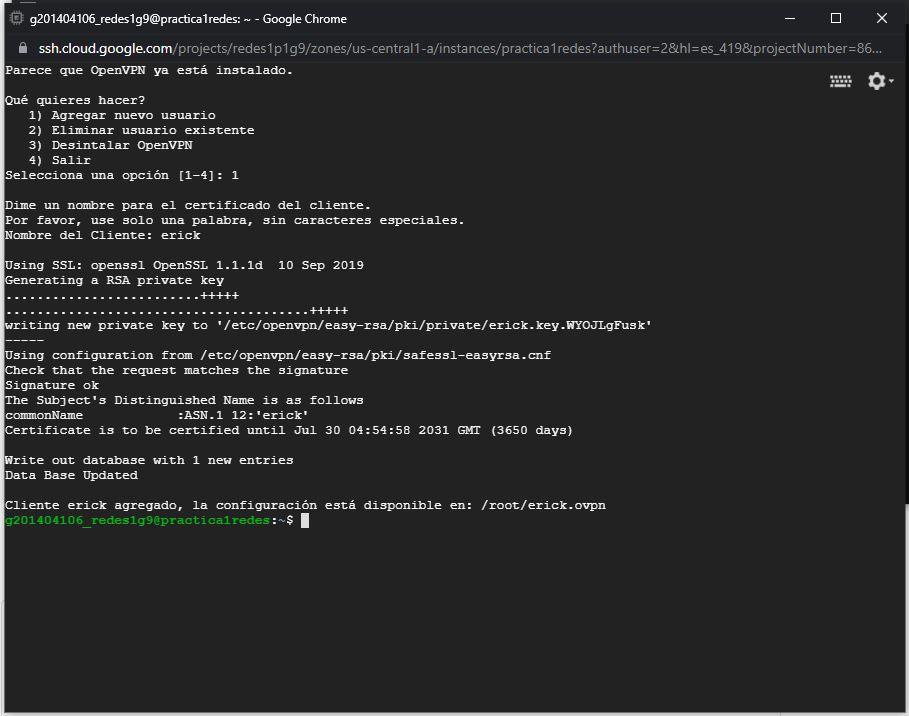 g201404106_redes1g9@practica1redes: ~ - Google Chrome
ssh.cloud.google.com/projects/redes1p1g9/zones/us-central1-a/instances/practica1redes?authuser=2&hl=es_419&projectNumber=86...
Parece que OpenVPN ya está instalado.
Qué quieres hacer?
1) Agregar nuevo usuario
2) Eliminar usuario existente
3) Desintalar OpenVPN
4) Salir
Selecciona una opción [1-4]: 1
Dime un nombre para el certificado del cliente.
Por favor, use solo una palabra, sin caracteres especiales.
Nombre del Cliente: erick
Using SSL: openssl OpenSSL 1.1.1d  10 Sep 2019
Generating a RSA private key
.........................+++++
.......................................+++++
writing new private key to '/etc/openvpn/easy-rsa/pki/private/erick.key.WYOJLgFusk'
-----
Using configuration from /etc/openvpn/easy-rsa/pki/safessl-easyrsa.cnf
Check that the request matches the signature
Signature ok
The Subject's Distinguished Name is as follows
commonName            :ASN.1 12:'erick'
Certificate is to be certified until Jul 30 04:54:58 2031 GMT (3650 days)
Write out database with 1 new entries
Data Base Updated
Cliente erick agregado, la configuración está disponible en: /root/erick.ovpn
g201404106_redes1g9@practica1redes:~$